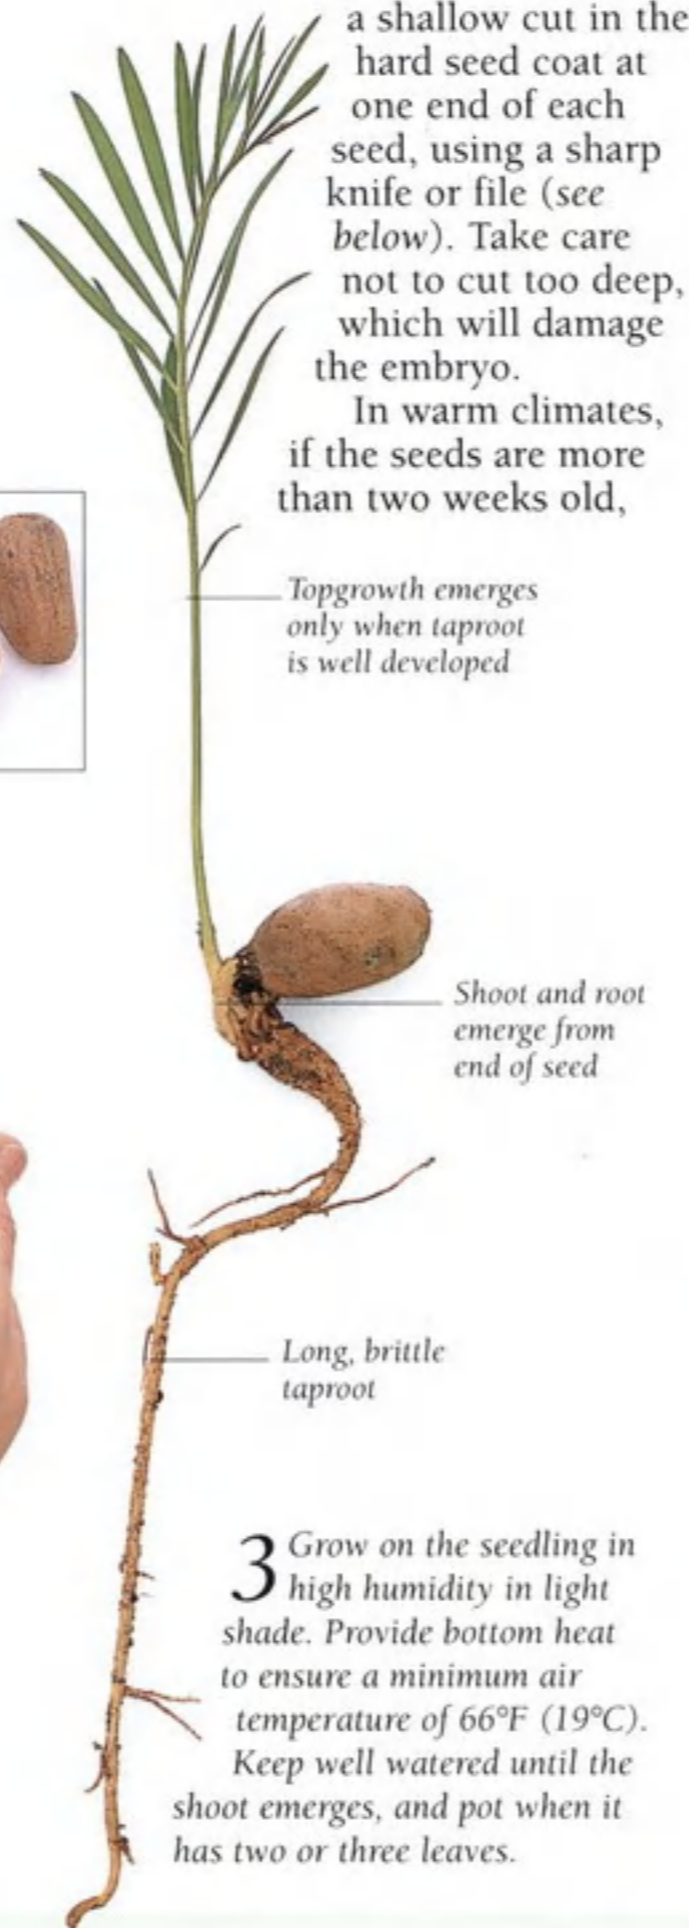 a shallow cut in the
hard seed coat at
one end of each
seed, using a sharp
knife or file (see
below). Take care
not to cut too deep,
which will damage
the embryo.
In warm climates,
if the seeds are more
than two weeks old,
Topgrowth emerges
only when taproot
is well developed
Shoot and root
emerge from
end of seed
Long, brittle
taproot
3 Grow on the seedling in
high humidity in light
shade. Provide bottom heat
to ensure a minimum air
temperature of 66°F (19°C).
Keep well watered until the
shoot emerges, and pot when it
has two or three leaves.